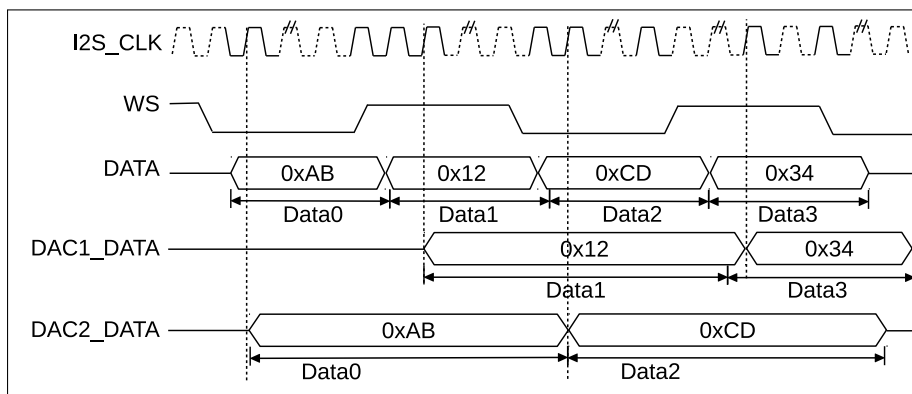 I2S_CLK
WS
DATA 0xAB 0x12 0xCD 0x34
Data0 Data1 Data2 Data3
DAC1_DATA 0x12 0x34
Data1 Data3
DAC2_DATA 0xAB 0xCD
Data0 Data2